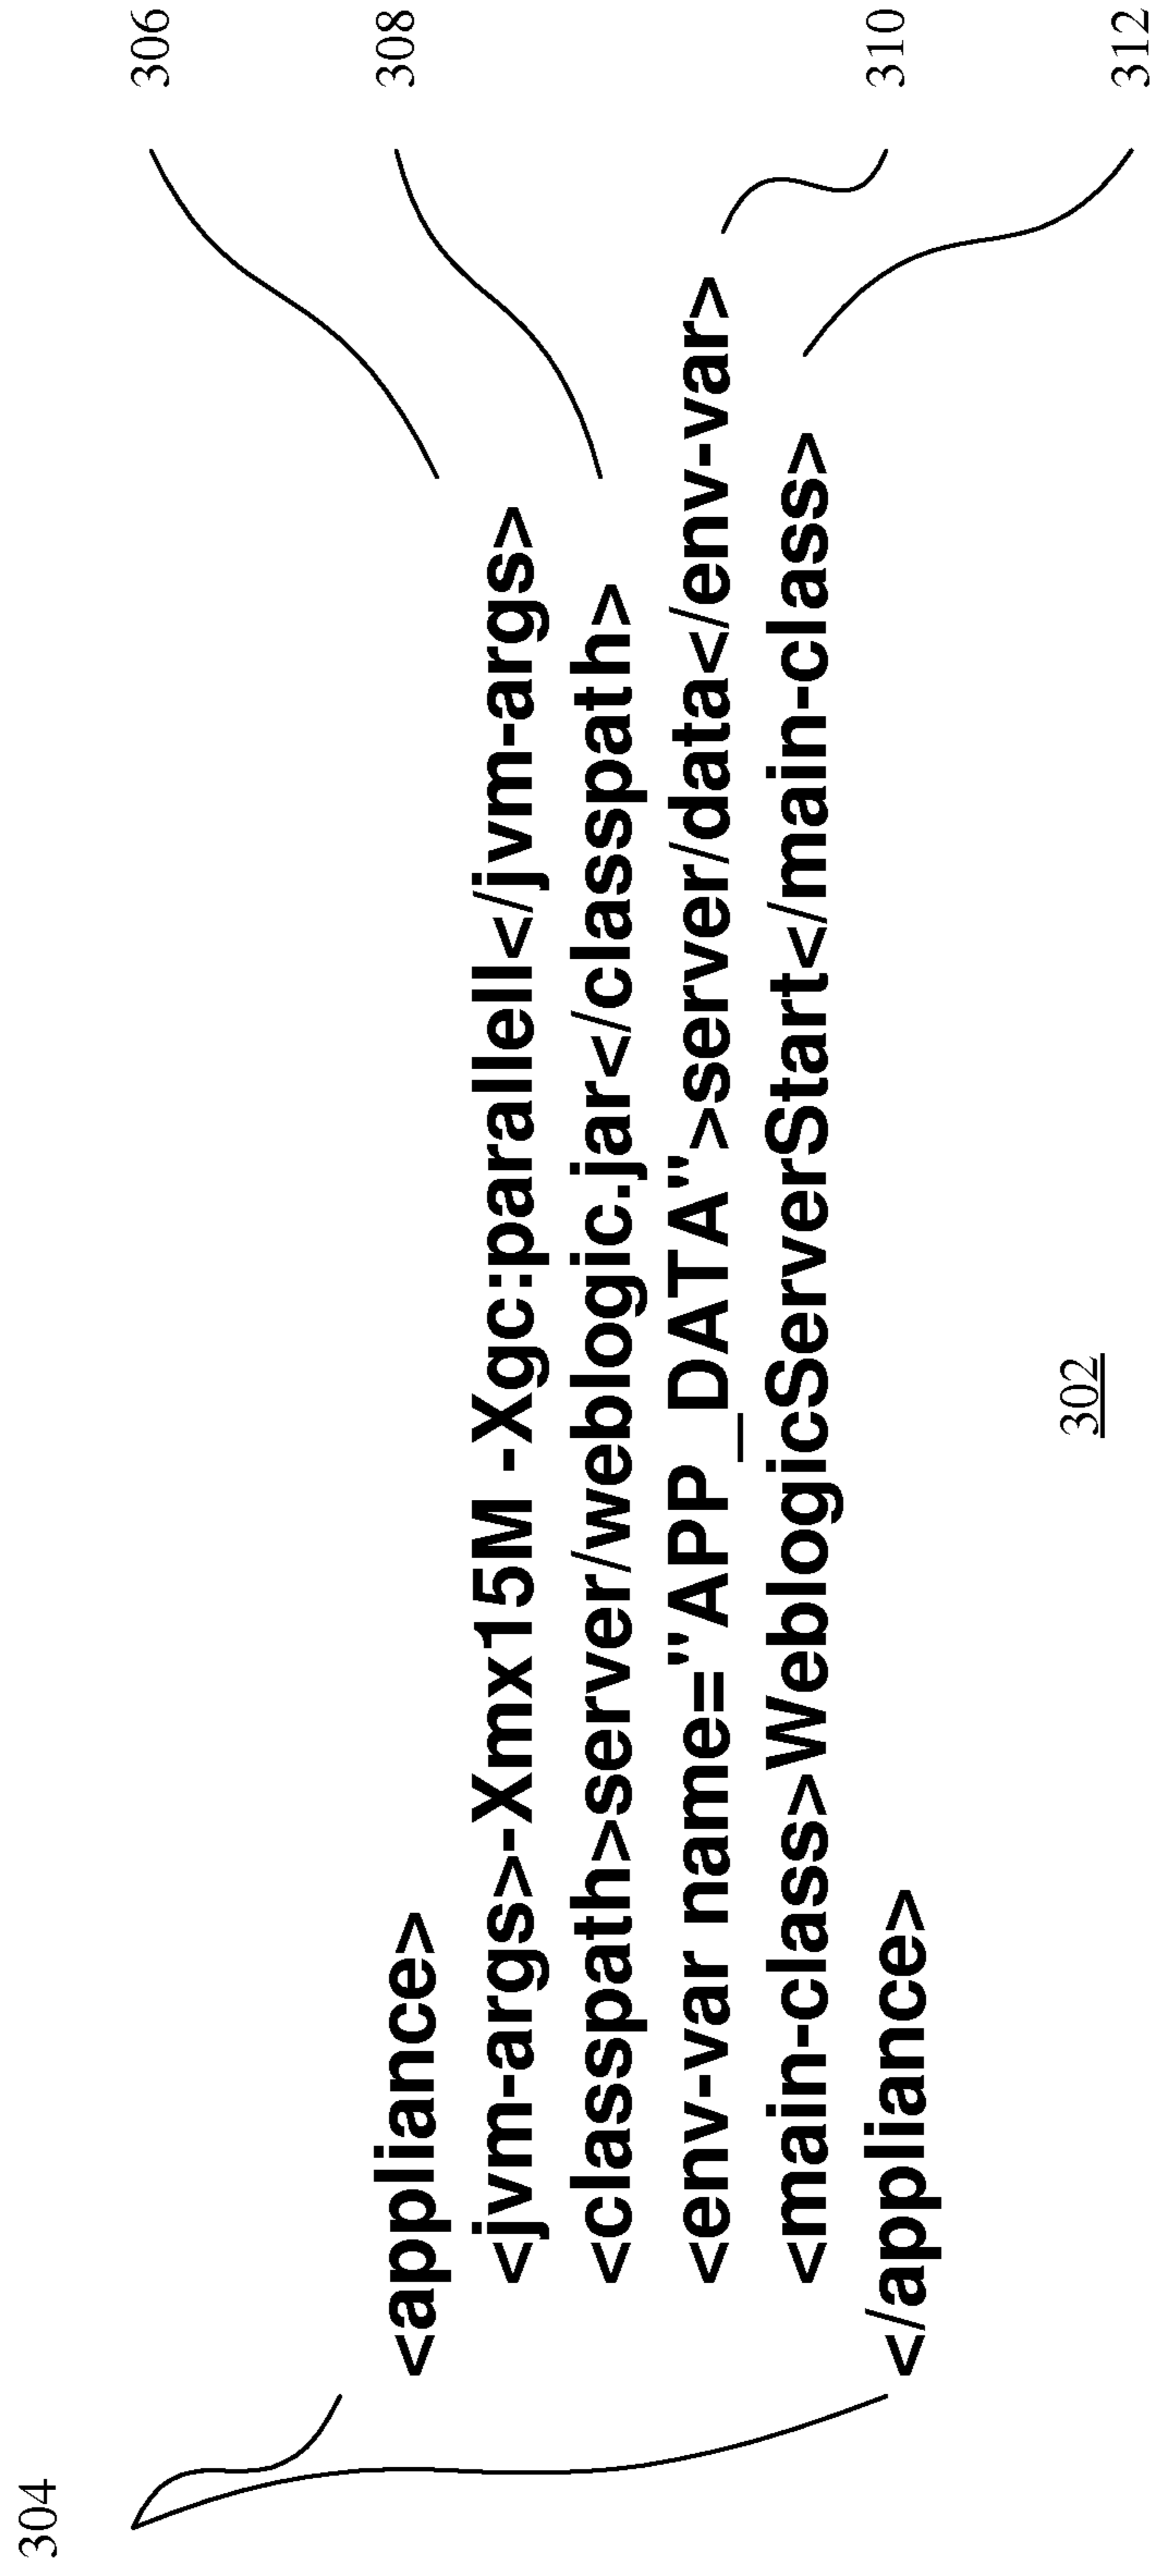 304
306
<appliance>
<jvm-args>-Xmx15M -Xgc:parallell</jvm-args>
308
<classpath>server/weblogic.jar</classpath>
<env-var name="APP_DATA">server/data</env-var>
310
<main-class>WeblogicServerStart</main-class>
312
</appliance>
302